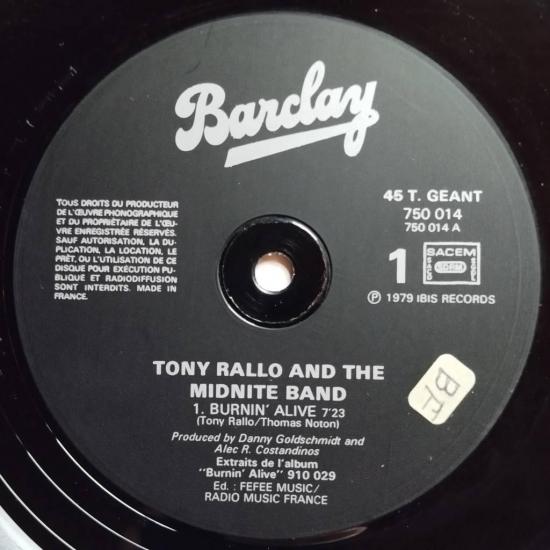 Barclay
TOUS DROITS DU PRODUCTEUR
DE L'ŒUVRE PHONOGRAPHIQUE
ET DU PROPRIÉTAIRE DE L'ŒU-
VRE ENREGISTRÉE RÉSERVÉS.
SAUF AUTORISATION, LA DU-
PLICATION, LA LOCATION, LE
PRÊT, OU L'UTILISATION DE CE
DISQUE POUR EXÉCUTION PU-
BLIQUE ET RADIODIFFUSION
SONT INTERDITS. MADE IN
FRANCE.
45 T. GEANT
750 014
750 014 A
1
SACEM
SACD
SDRM
SGDL
℗ 1979 IBIS RECORDS
TONY RALLO AND THE
MIDNITE BAND
1. BURNIN' ALIVE 7'23
(Tony Rallo/Thomas Noton)
Produced by Danny Goldschmidt and
Alec R. Costandinos
Extraits de l'album
"Burnin' Alive" 910 029
Ed. : FEFEE MUSIC/
RADIO MUSIC FRANCE
BF